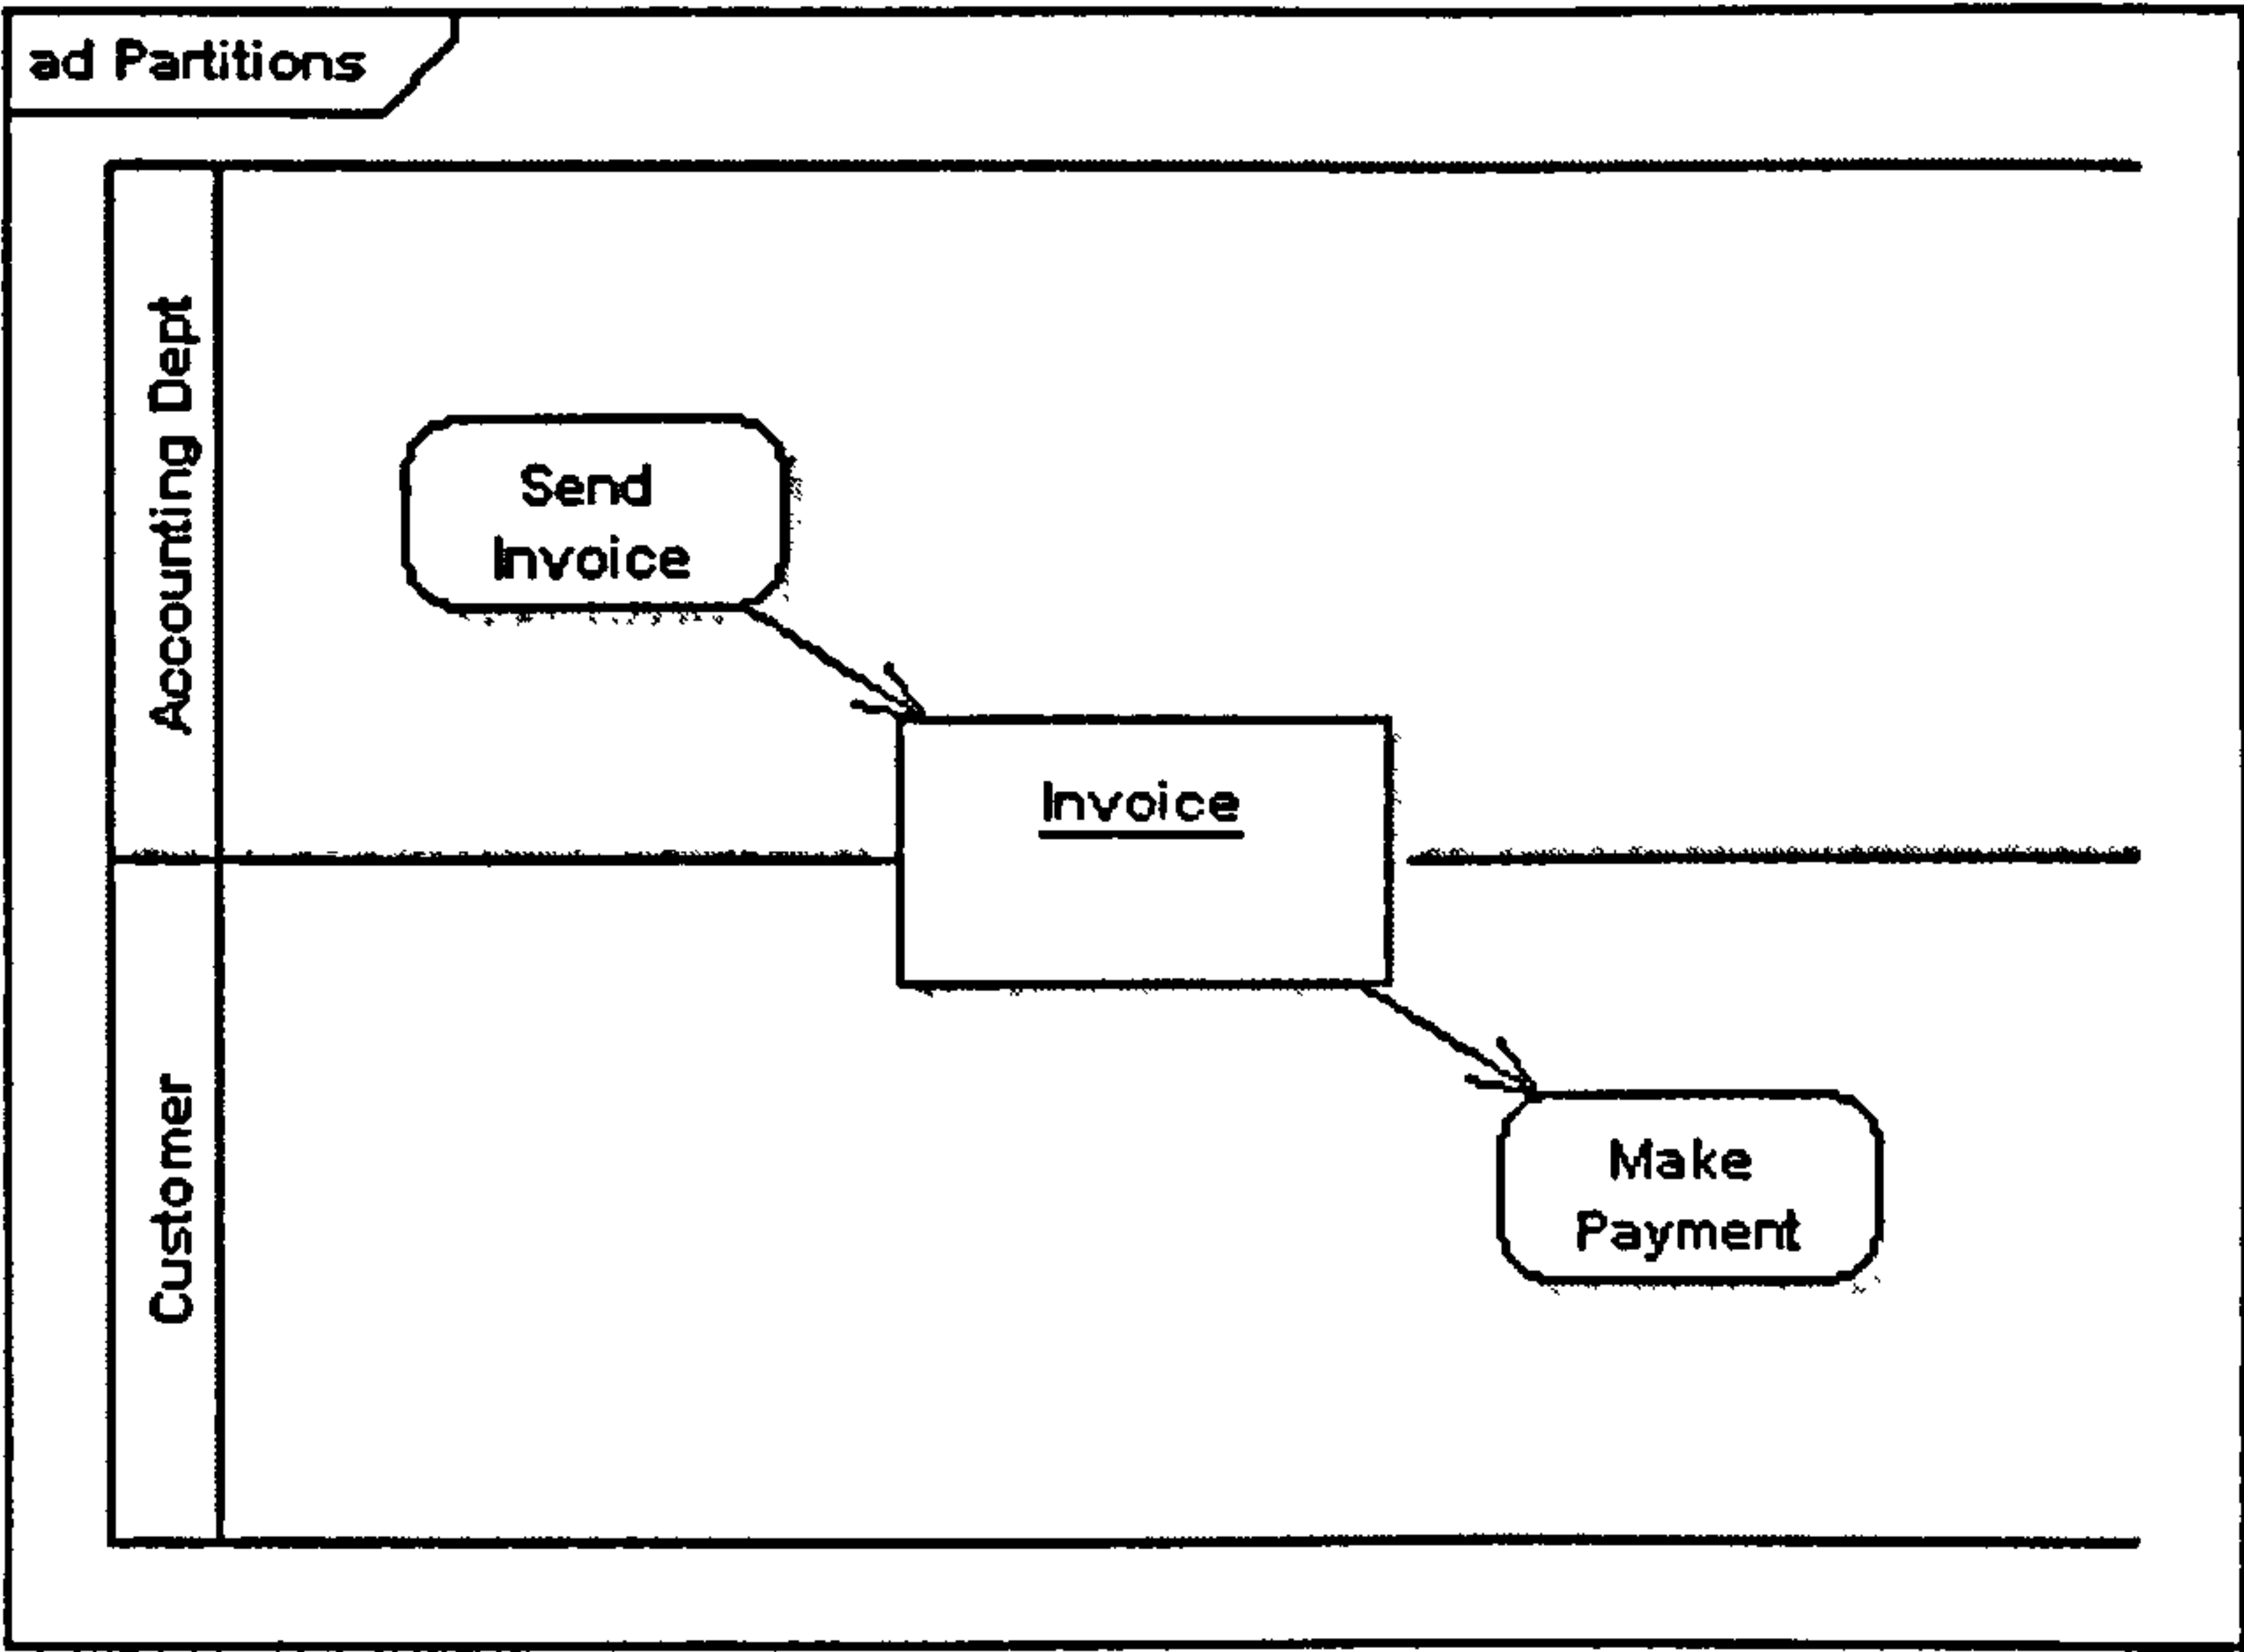 ad Partitions
Accounting Dept
Send
Invoice
Invoice
Customer
Make
Payment